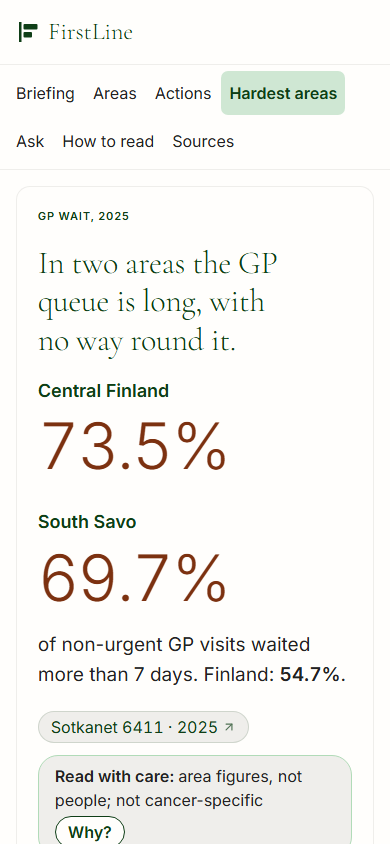 FirstLine
Briefing Areas Actions Hardest areas
Ask How to read Sources
GP WAIT, 2025
In two areas the GP
queue is long, with
no way round it.
Central Finland
73.5%
South Savo
69.7%
of non-urgent GP visits waited
more than 7 days. Finland: 54.7%.
Sotkanet 6411 · 2025 ↗
Read with care: area figures, not
people; not cancer-specific
Why?